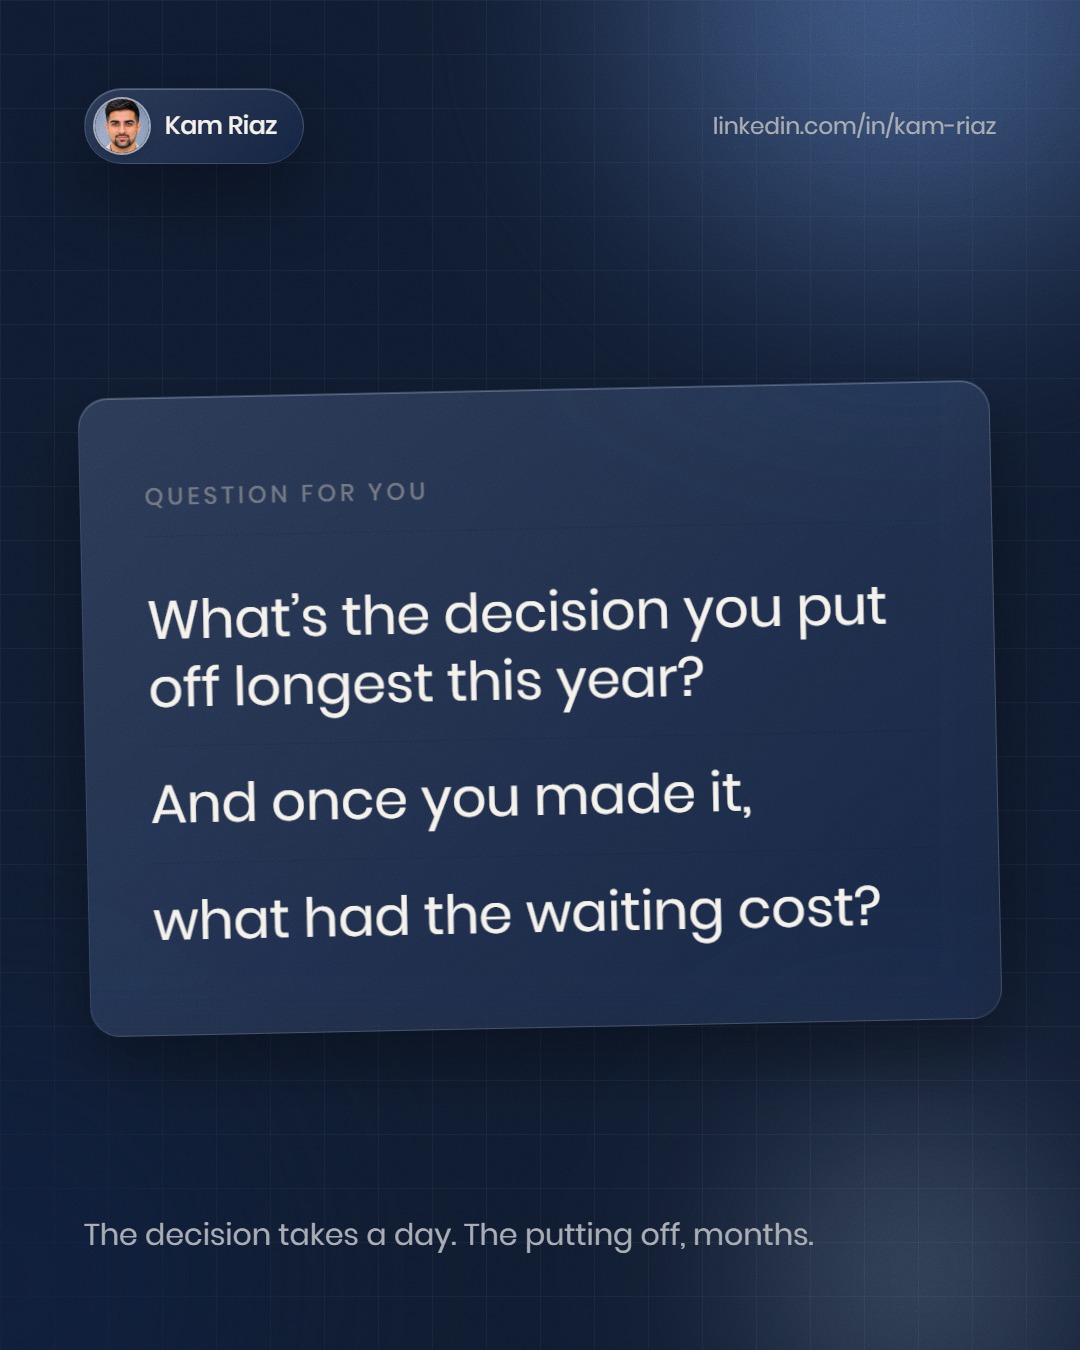 Kam Riaz
linkedin.com/in/kam-riaz
QUESTION FOR YOU
What’s the decision you put
off longest this year?
And once you made it,
what had the waiting cost?
The decision takes a day. The putting off, months.